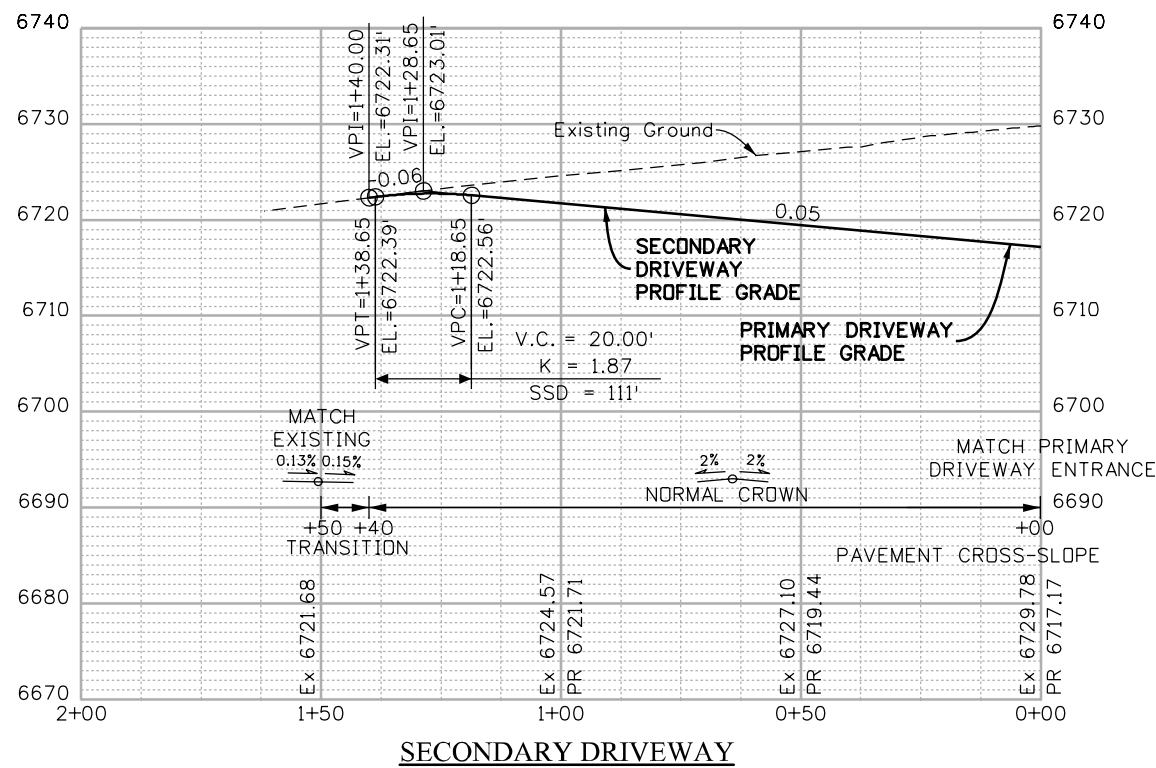 6740
6730
6720
6710
6700
6690
6680
6670
6740
6730
6720
6710
6700
6690
VPI=1+40.00
EL.=6722.31'
VPI=1+28.65
EL.=6723.01'
Existing Ground
-0.06
0.05
VPT=1+38.65
EL.=6722.39'
VPC=1+18.65
EL.=6722.56'
V.C. = 20.00'
K = 1.87
SSD = 111'
SECONDARY
DRIVEWAY
PROFILE GRADE
PRIMARY DRIVEWAY
PROFILE GRADE
MATCH
EXISTING
0.13% 0.15%
2% 2%
NORMAL CROWN
MATCH PRIMARY
DRIVEWAY ENTRANCE
+50 +40
TRANSITION
+00
PAVEMENT CROSS-SLOPE
Ex 6721.68
Ex 6724.57
PR 6721.71
Ex 6727.10
PR 6719.44
Ex 6729.78
PR 6717.17
2+00 1+50 1+00 0+50 0+00
SECONDARY DRIVEWAY